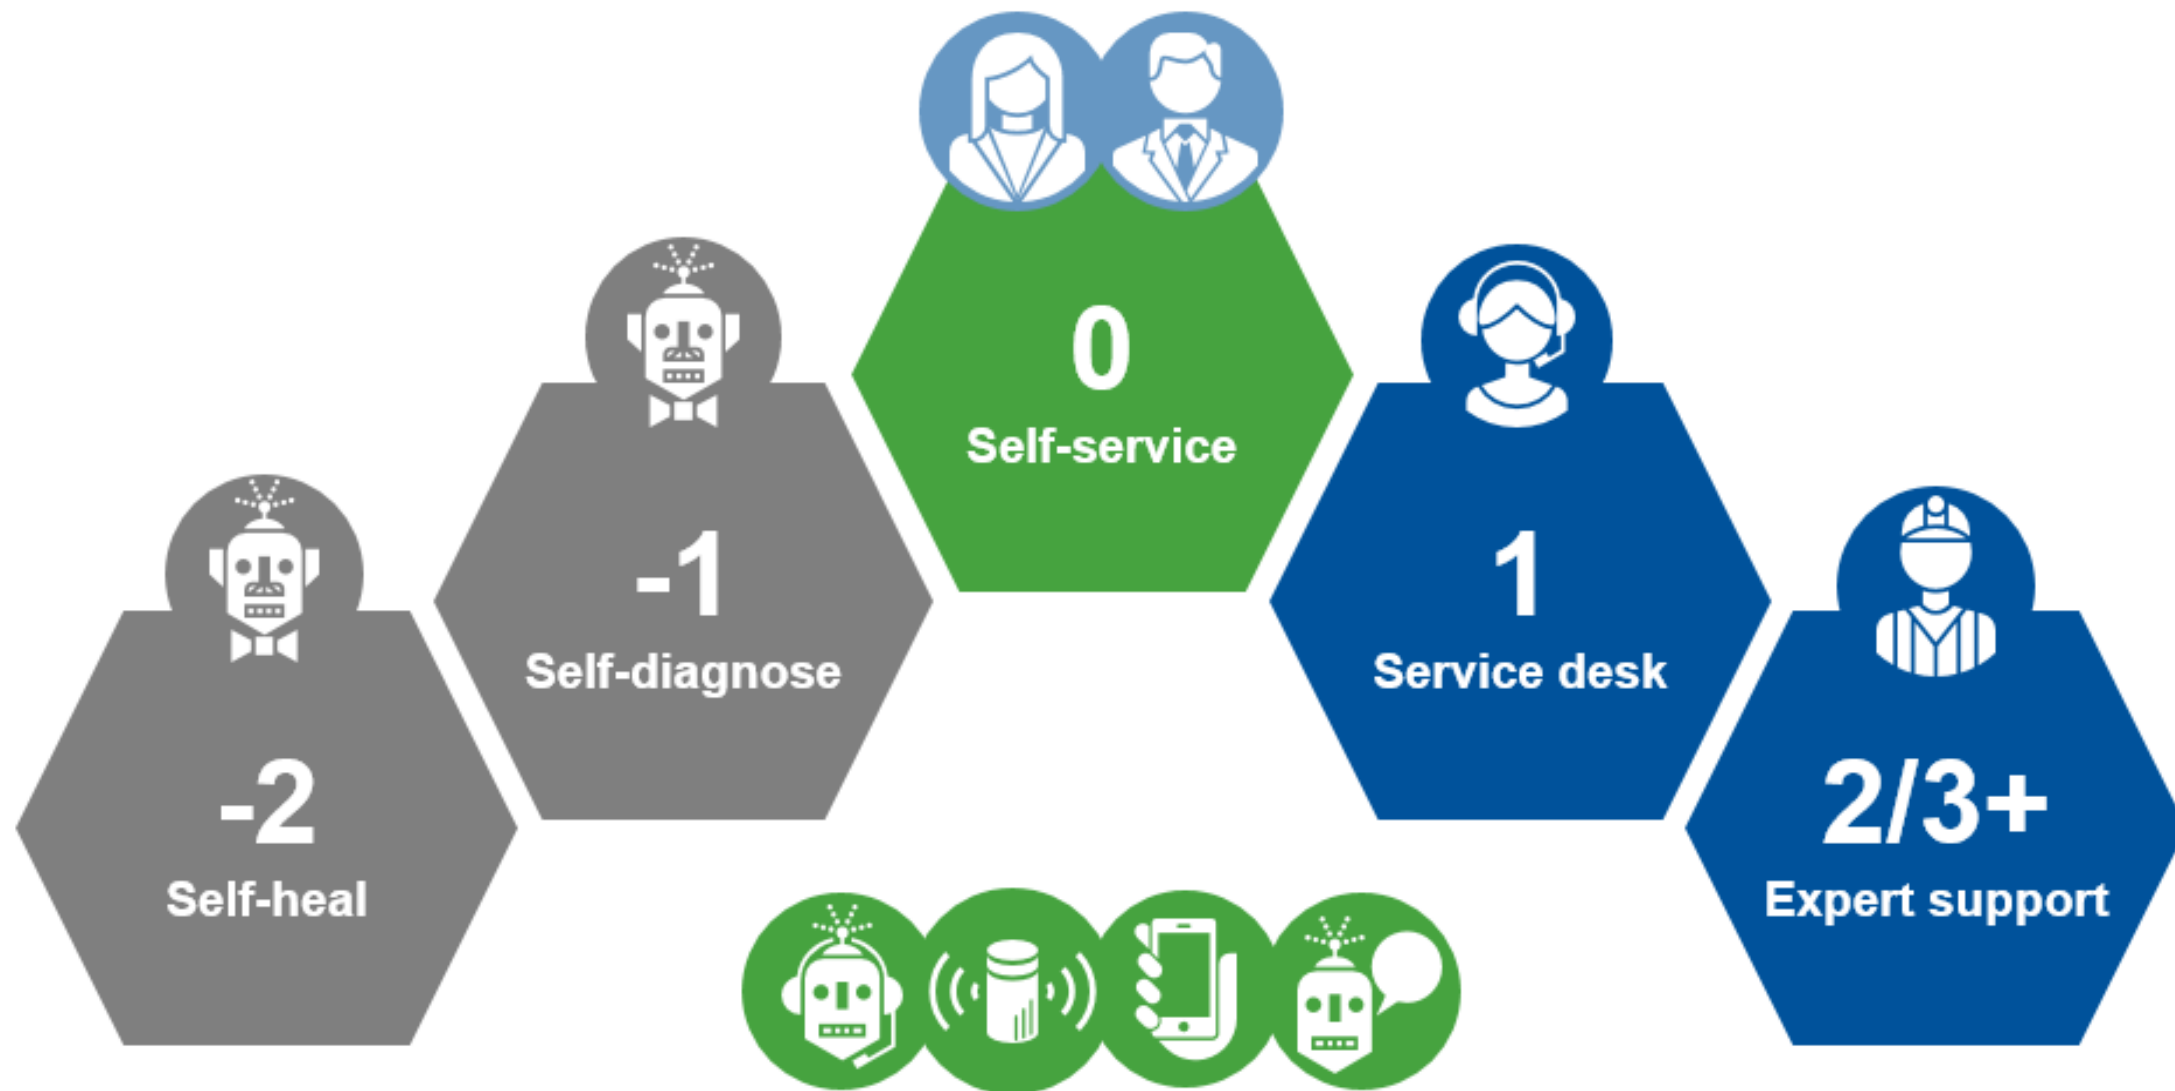 0
Self-service
-1
Self-diagnose
1
Service desk
-2
Self-heal
2/3+
Expert support